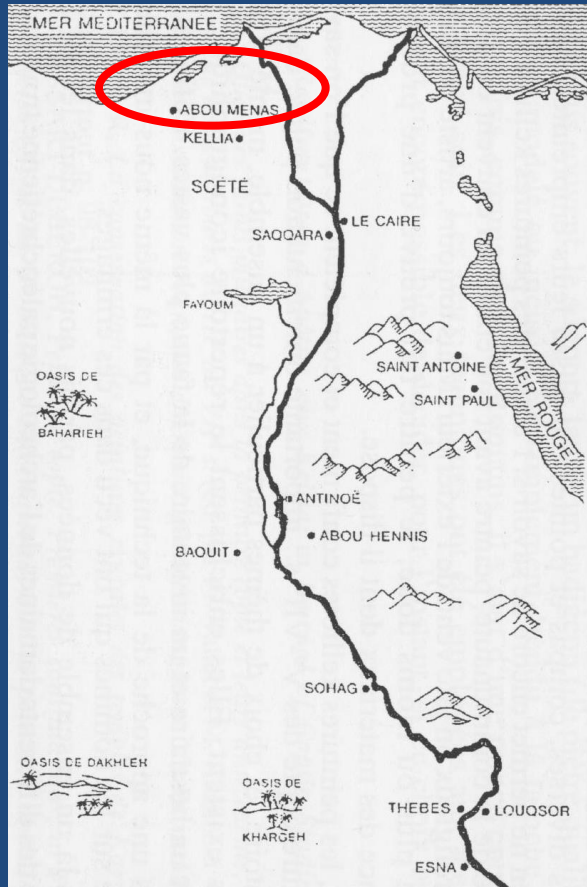 MER MÉDITERRANÉE
ABOU MENAS
KELLIA
SCÉTÉ
LE CAIRE
SAQQARA
FAYOUM
SAINT ANTOINE
SAINT PAUL
MER ROUGE
OASIS DE
BAHARIEH
ANTINOË
ABOU HENNIS
BAOUIT
SOHAG
OASIS DE DAKHLEH
OASIS DE
KHARGEH
THEBES
LOUQSOR
ESNA